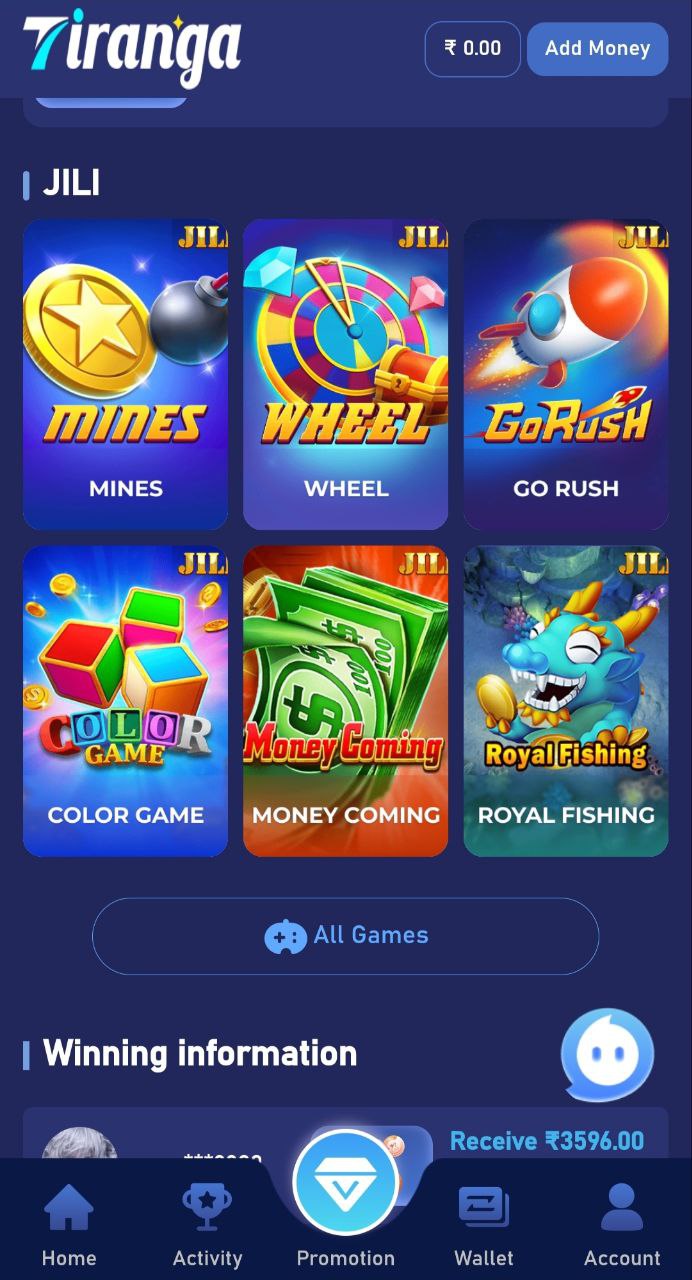 Tiranga
₹ 0.00
Add Money
JILI
JILI
MINES
MINES
JILI
WHEEL
WHEEL
JILI
GoRush
GO RUSH
JILI
COLOR
GAME
COLOR GAME
JILI
$
$
100
100
$
Money Coming
MONEY COMING
JILI
Royal Fishing
ROYAL FISHING
All Games
Winning information
Receive ₹3596.00
Home
Activity
Promotion
Wallet
Account